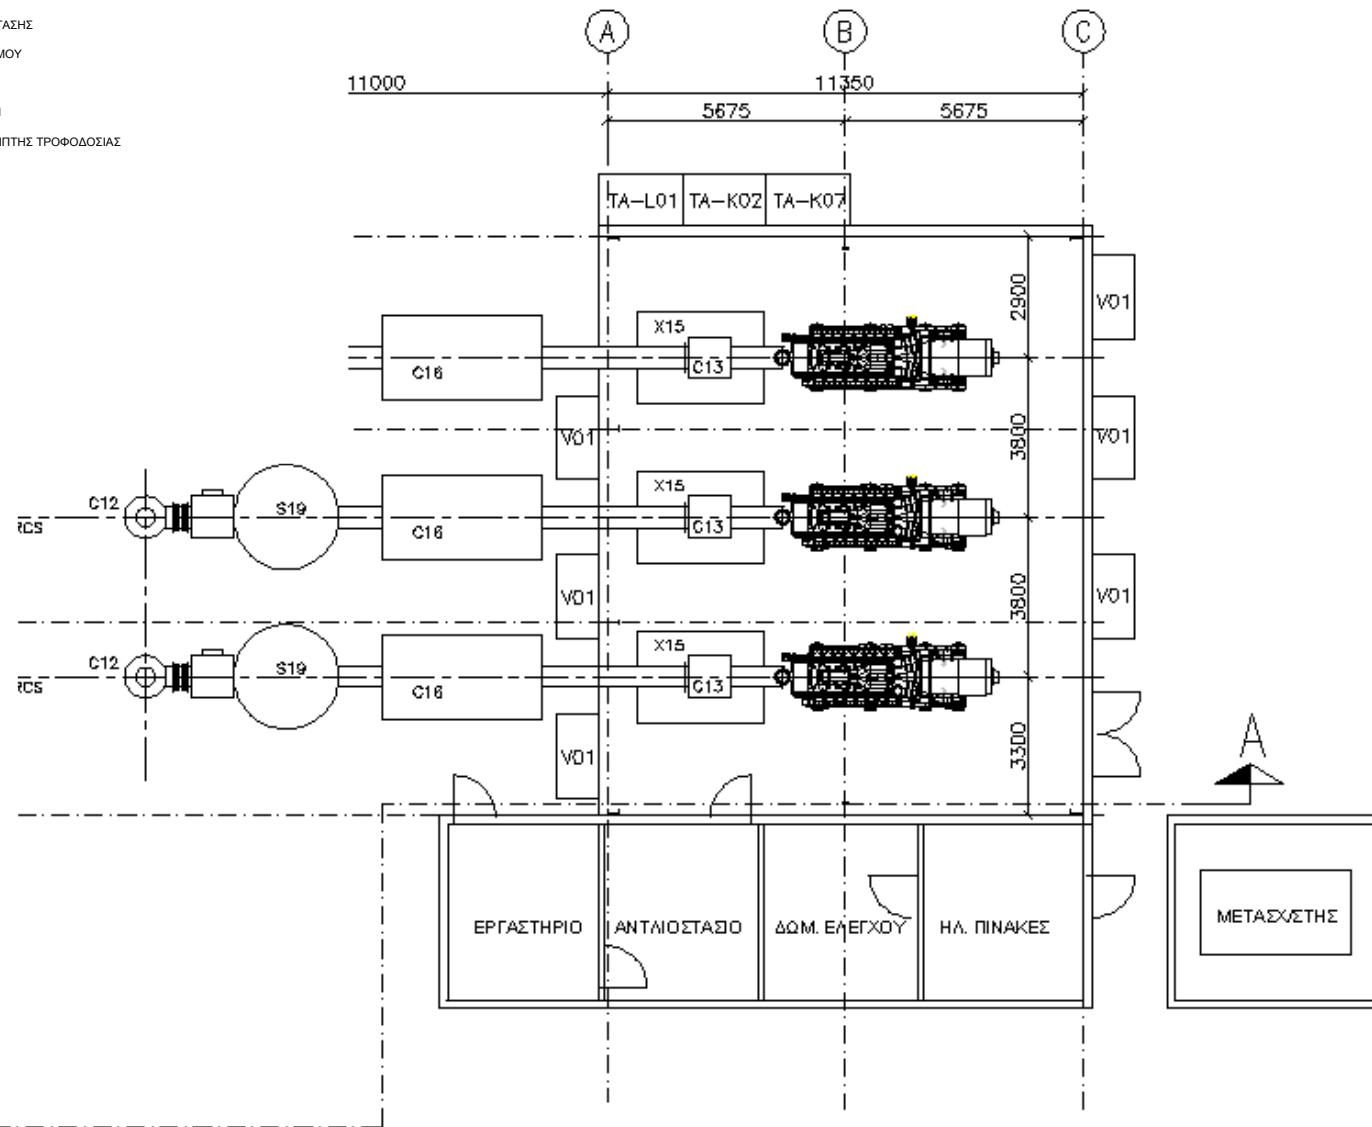 ΤΑΣΗΣ
ΜΟΥ
ΠΤΗΣ ΤΡΟΦΟΔΟΣΙΑΣ
A B C
11000 11350
5675 5675
TA-L01 TA-K02 TA-K07
2900
V01
X15
C16 C13
3800
V01 V01
X15
C12 S19
RCS C16 C13
3800
V01 V01
X15
C12 S19
RCS C16 C13
3300
V01
A
ΕΡΓΑΣΤΗΡΙΟ ΑΝΤΛΙΟΣΤΑΣΙΟ ΔΩΜ. ΕΛΕΓΧΟΥ ΗΛ. ΠΙΝΑΚΕΣ
ΜΕΤΑΣΧ/ΣΤΗΣ